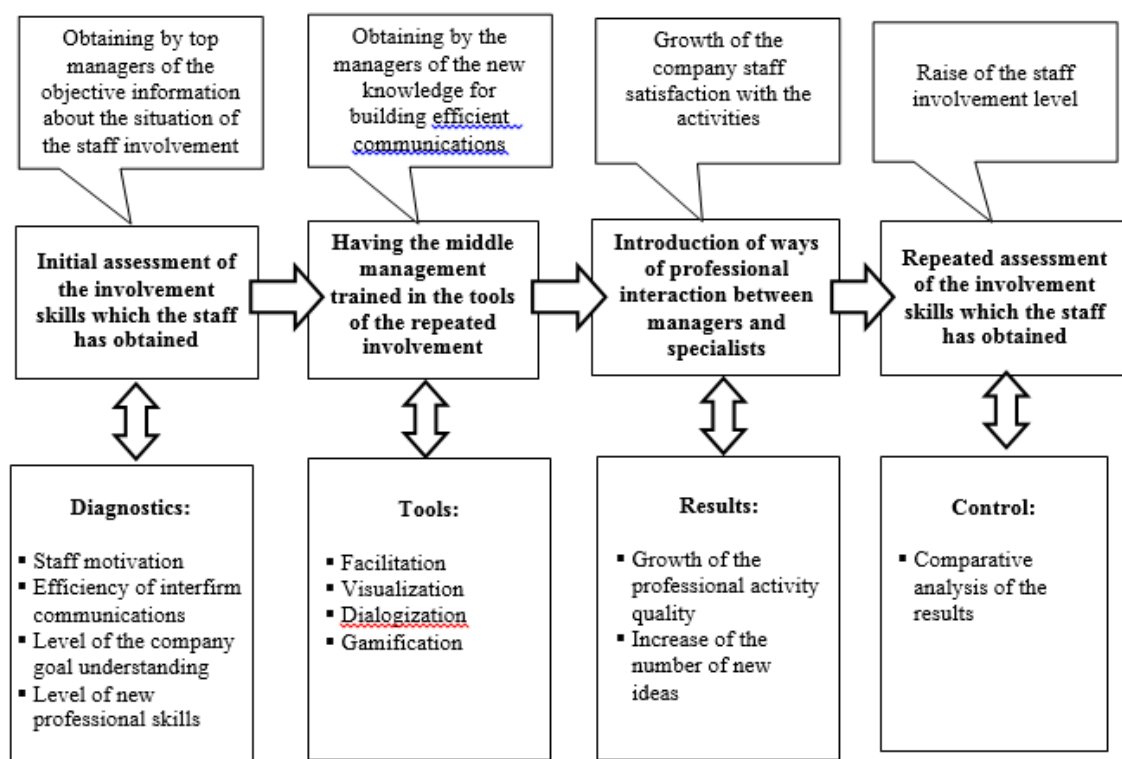 Obtaining by top
managers of the
objective information
about the situation of
the staff involvement
Obtaining by the
managers of the new
knowledge for
building efficient
communications
Growth of the
company staff
satisfaction with the
activities
Raise of the staff
involvement level
Initial assessment of
the involvement
skills which the staff
has obtained
Having the middle
management
trained in the tools
of the repeated
involvement
Introduction of ways
of professional
interaction between
managers and
specialists
Repeated assessment
of the involvement
skills which the staff
has obtained
Diagnostics:
▪ Staff motivation
▪ Efficiency of interfirm
communications
▪ Level of the company
goal understanding
▪ Level of new
professional skills
Tools:
▪ Facilitation
▪ Visualization
▪ Dialogization
▪ Gamification
Results:
▪ Growth of the
professional activity
quality
▪ Increase of the
number of new
ideas
Control:
▪ Comparative
analysis of the
results